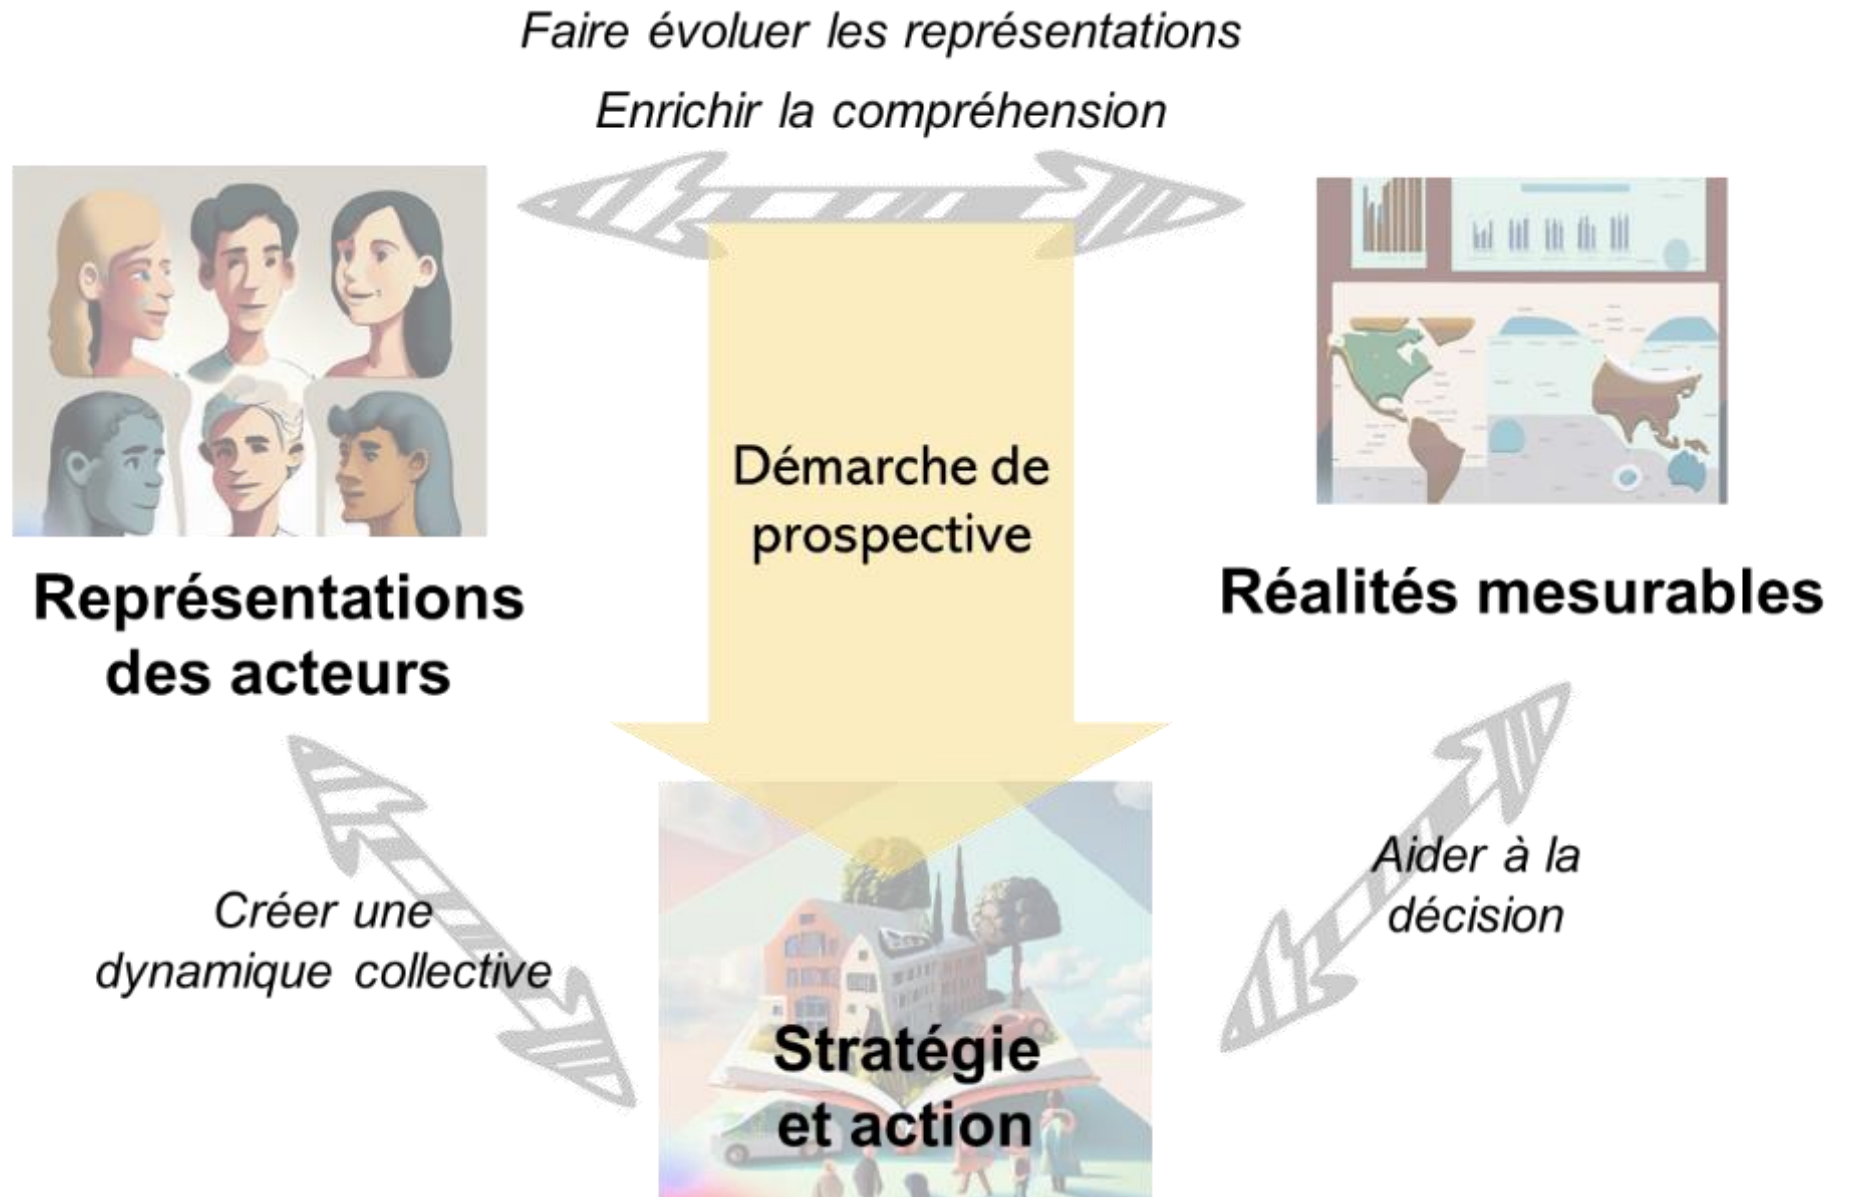 Faire évoluer les représentations
Enrichir la compréhension
Démarche de
prospective
Représentations
des acteurs
Réalités mesurables
Créer une
dynamique collective
Aider à la
décision
Stratégie
et action